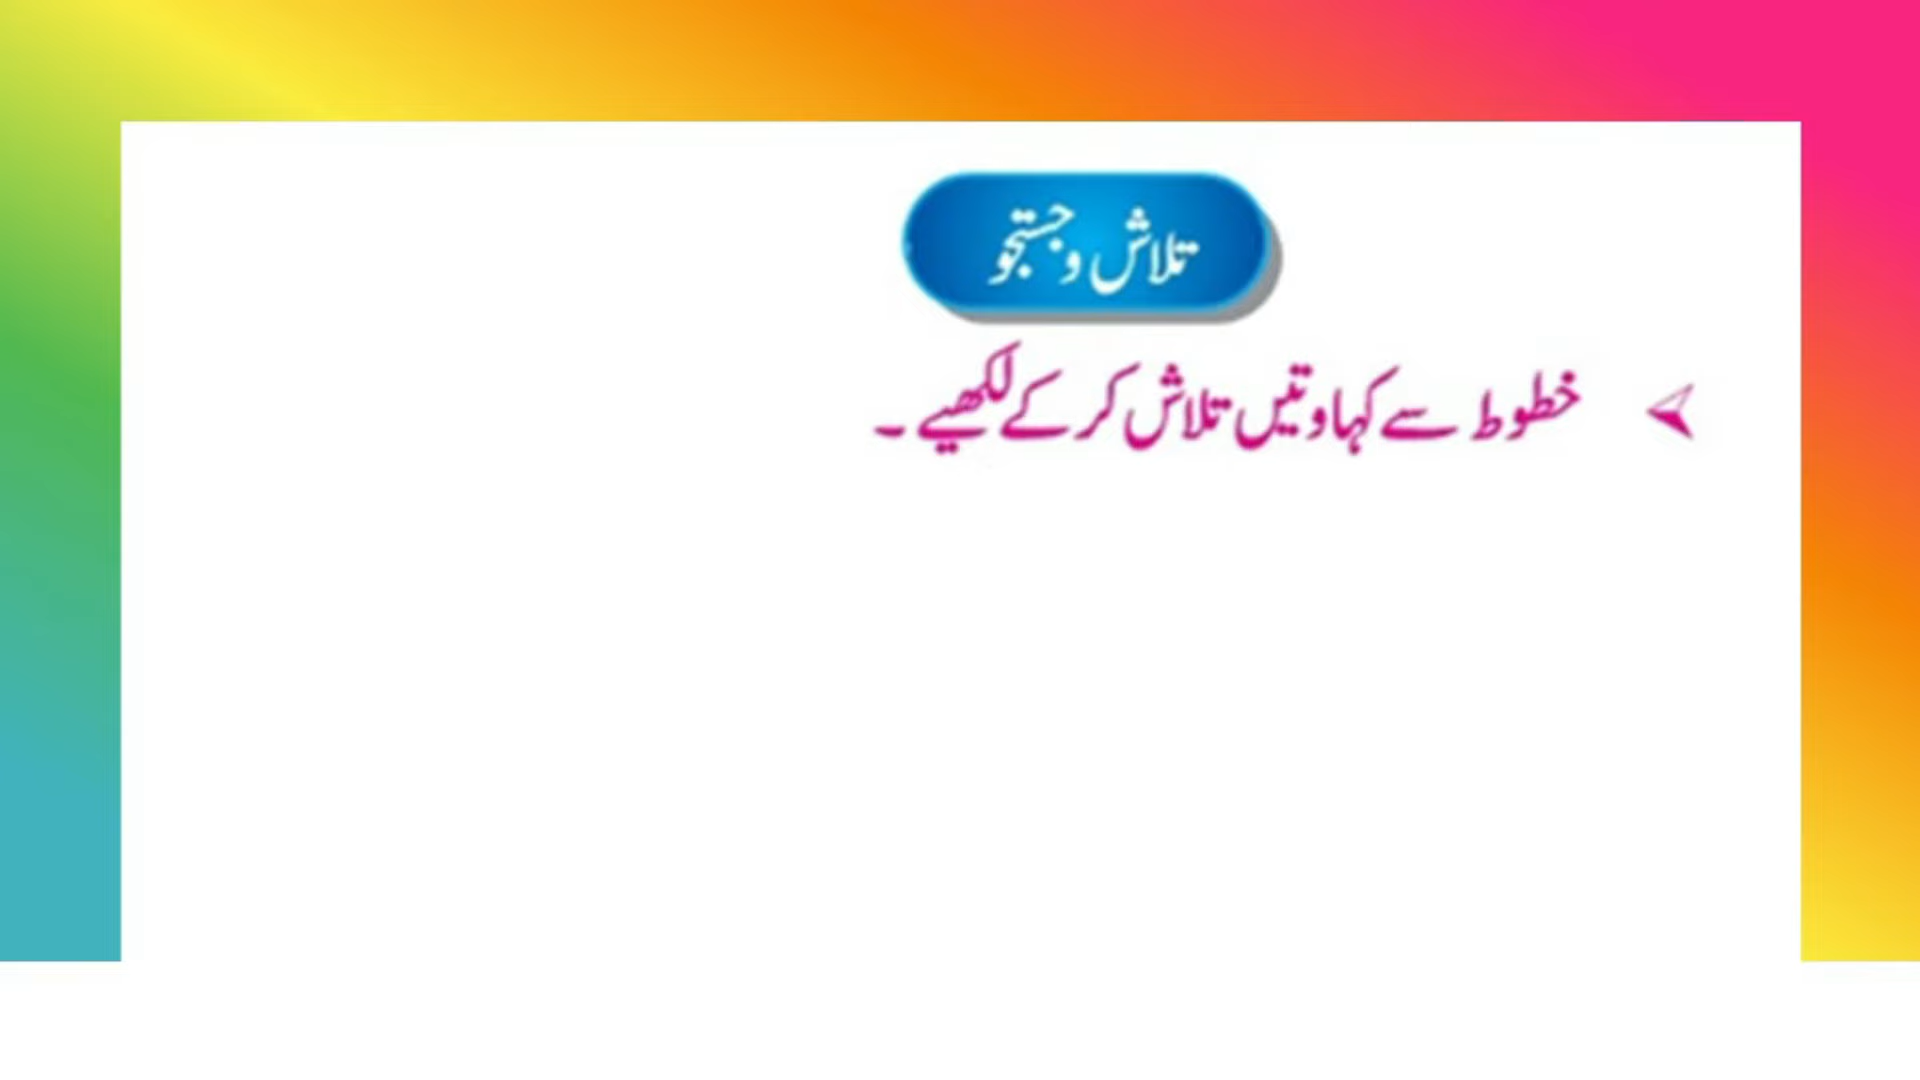 تلاش و جستجو
خطوط سے کہاوتیں تلاش کر کے لکھیے ۔